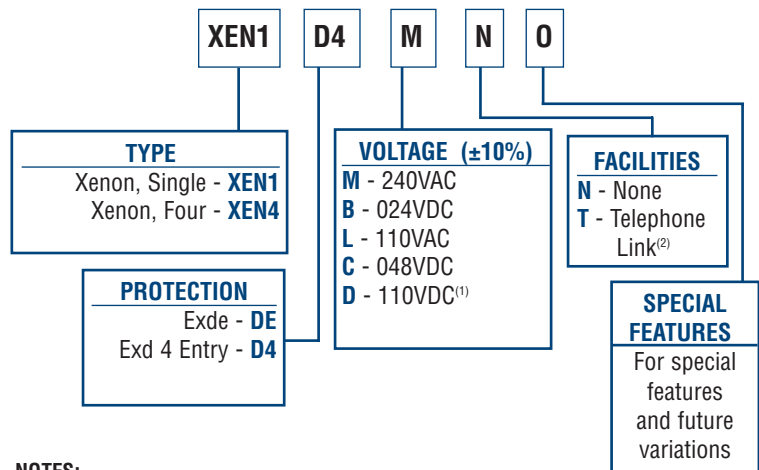 XEN1 D4 M N O
TYPE
Xenon, Single - XEN1
Xenon, Four - XEN4
PROTECTION
Exde - DE
Exd 4 Entry - D4
VOLTAGE (±10%)
M - 240VAC
B - 024VDC
L - 110VAC
C - 048VDC
D - 110VDC(1)
FACILITIES
N - None
T - Telephone
Link(2)
SPECIAL
FEATURES
For special
features
and future
variations
NOTES: